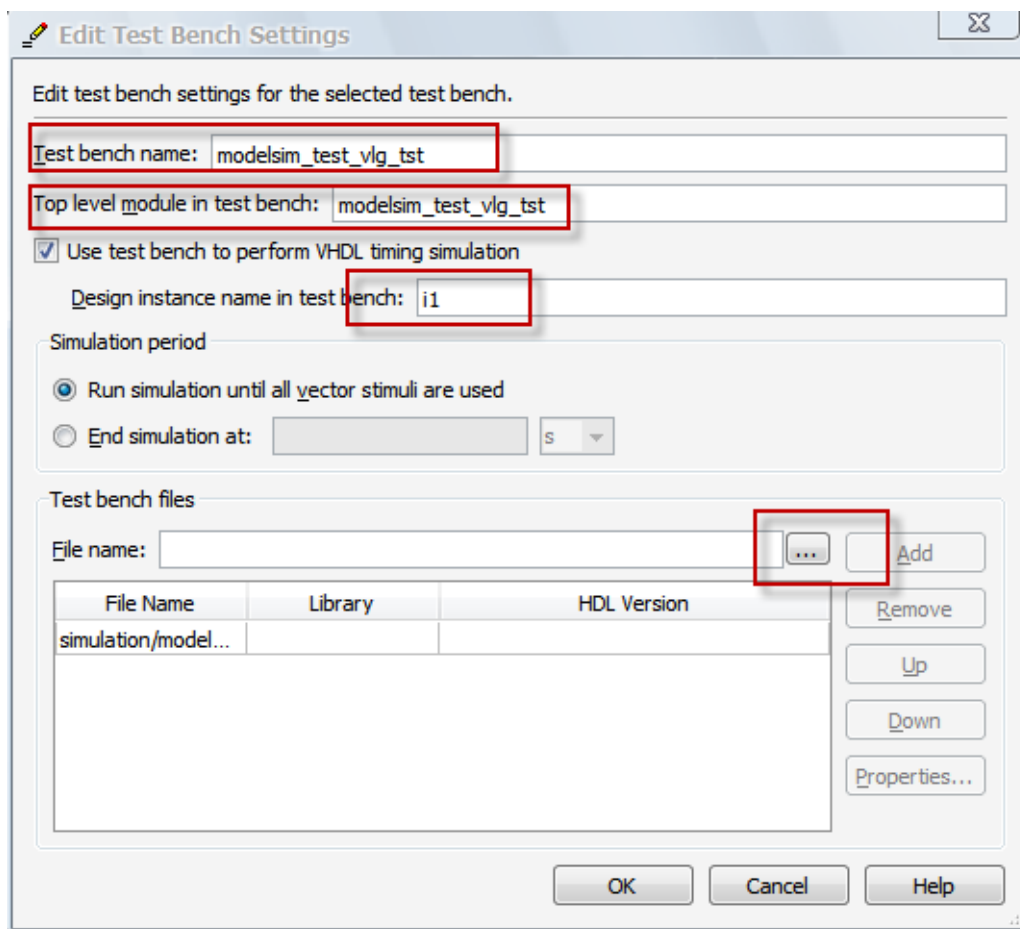 Edit Test Bench Settings
Edit test bench settings for the selected test bench.
Test bench name: modelsim_test_vlg_tst
Top level module in test bench: modelsim_test_vlg_tst
Use test bench to perform VHDL timing simulation
Design instance name in test bench: i1
Simulation period
Run simulation until all vector stimuli are used
End simulation at: s
Test bench files
File name: ... Add
File Name Library HDL Version
Remove
simulation/model...
Up
Down
Properties...
OK Cancel Help